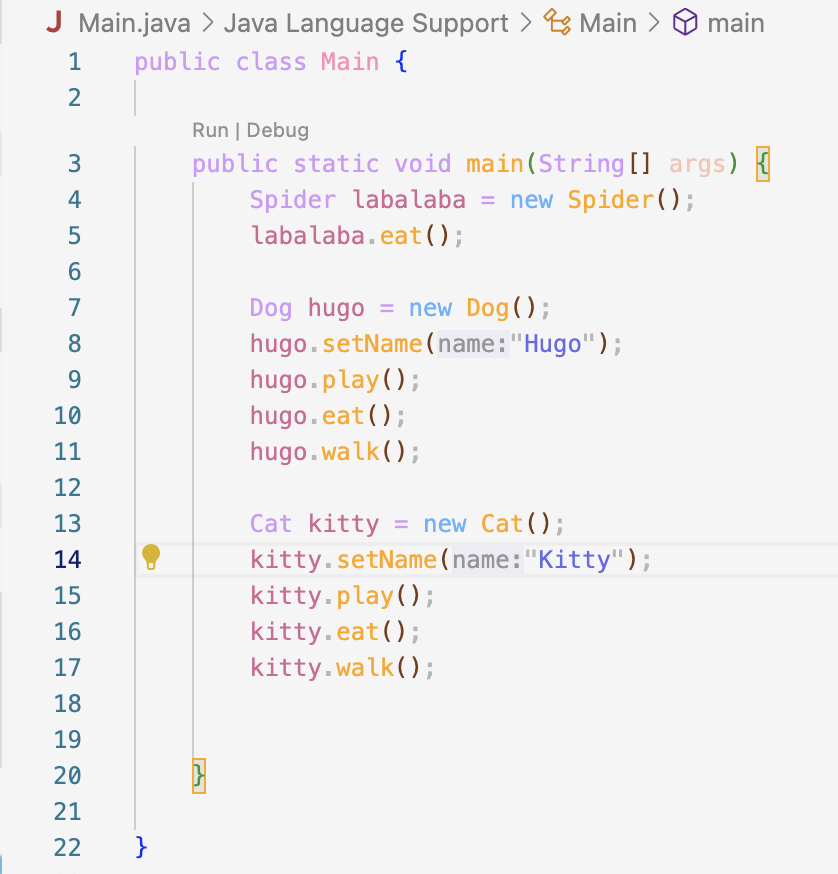 J Main.java > Java Language Support > Main > main
1 public class Main {
2
Run | Debug
3 public static void main(String[] args) {
4 Spider labalaba = new Spider();
5 labalaba.eat();
6
7 Dog hugo = new Dog();
8 hugo.setName(name:"Hugo");
9 hugo.play();
10 hugo.eat();
11 hugo.walk();
12
13 Cat kitty = new Cat();
14 kitty.setName(name:"Kitty");
15 kitty.play();
16 kitty.eat();
17 kitty.walk();
18
19
20 }
21
22 }